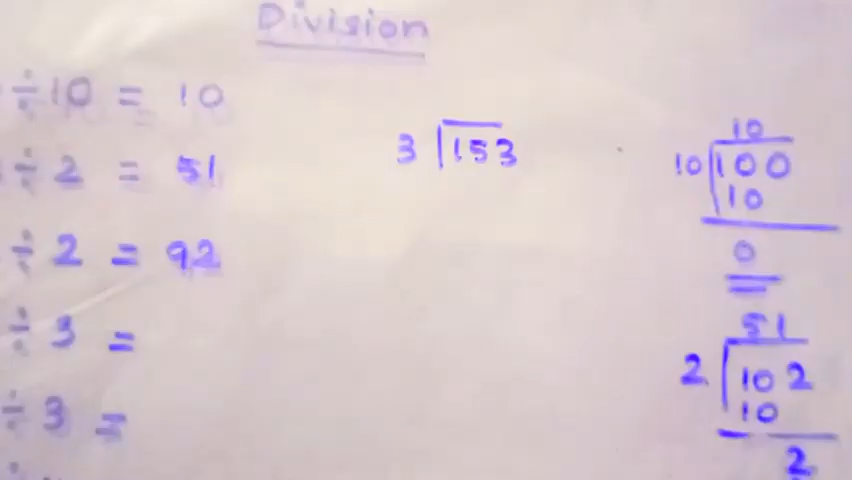 Division
÷ 10 = 10
÷ 2 = 51
÷ 2 = 92
÷ 3 =
÷ 3 =
3 153
10
10 100
10
0
51
2 102
10
2